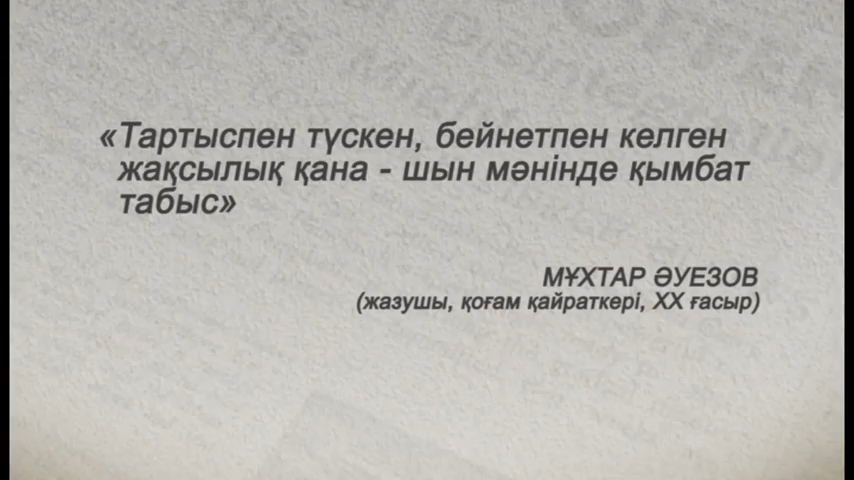 «Тартыспен түскен, бейнетпен келген
жақсылық қана - шын мәнінде қымбат
табыс»
МҰХТАР ӘУЕЗОВ
(жазушы, қоғам қайраткері, XX ғасыр)